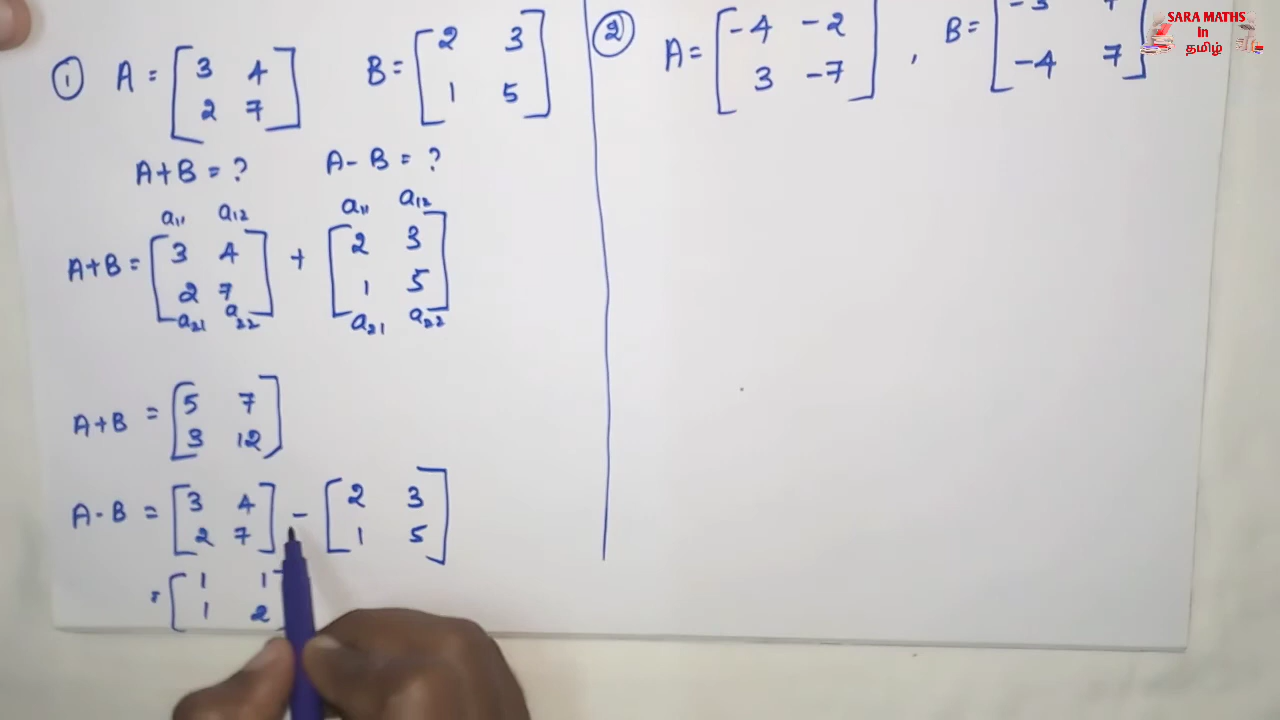 ① A = [3 4
2 7] B = [2 3
1 5]
A+B = ? A-B = ?
a11 a12 a11 a12
A+B = [3 4
2 7] + [2 3
1 5]
a21 a22 a21 a22
A+B = [5 7
3 12]
A-B = [3 4
2 7] - [2 3
1 5]
= [1 1
1 2
② A = [-4 -2
3 -7] , B = [
-4 7]
SARA MATHS
In
தமிழ்